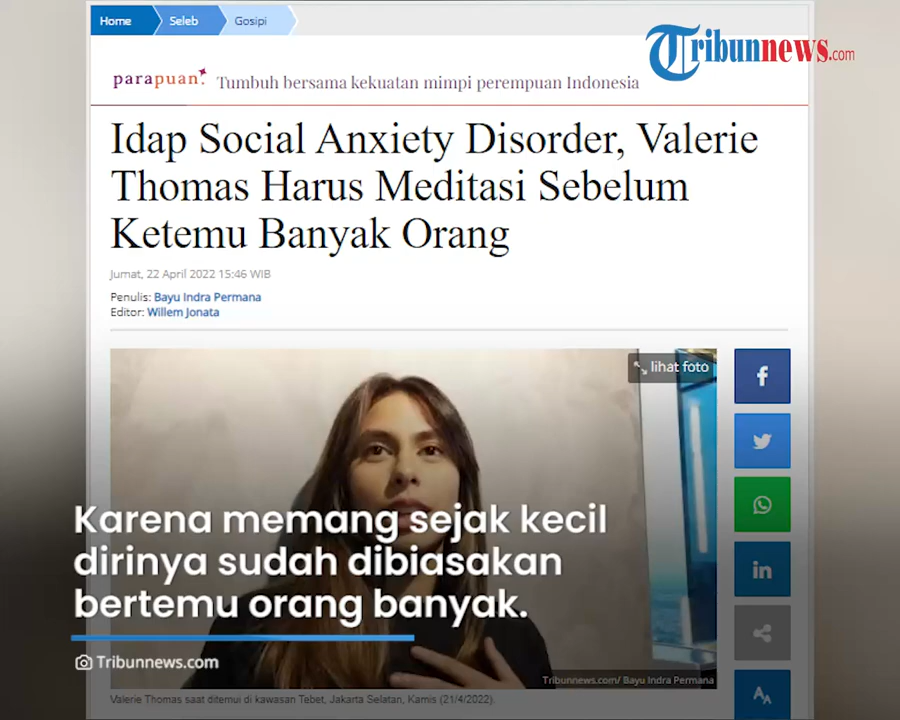 Home Seleb Gosipi
Tribunnews.com
parapuan. Tumbuh bersama kekuatan mimpi perempuan Indonesia
Idap Social Anxiety Disorder, Valerie
Thomas Harus Meditasi Sebelum
Ketemu Banyak Orang
Jumat, 22 April 2022 15:46 WIB
Penulis: Bayu Indra Permana
Editor: Willem Jonata
lihat foto
Karena memang sejak kecil
dirinya sudah dibiasakan
bertemu orang banyak.
Tribunnews.com
Tribunnews.com/ Bayu Indra Permana
Valerie Thomas saat ditemui di kawasan Tebet, Jakarta Selatan, Kamis (21/4/2022).
f
in
AA